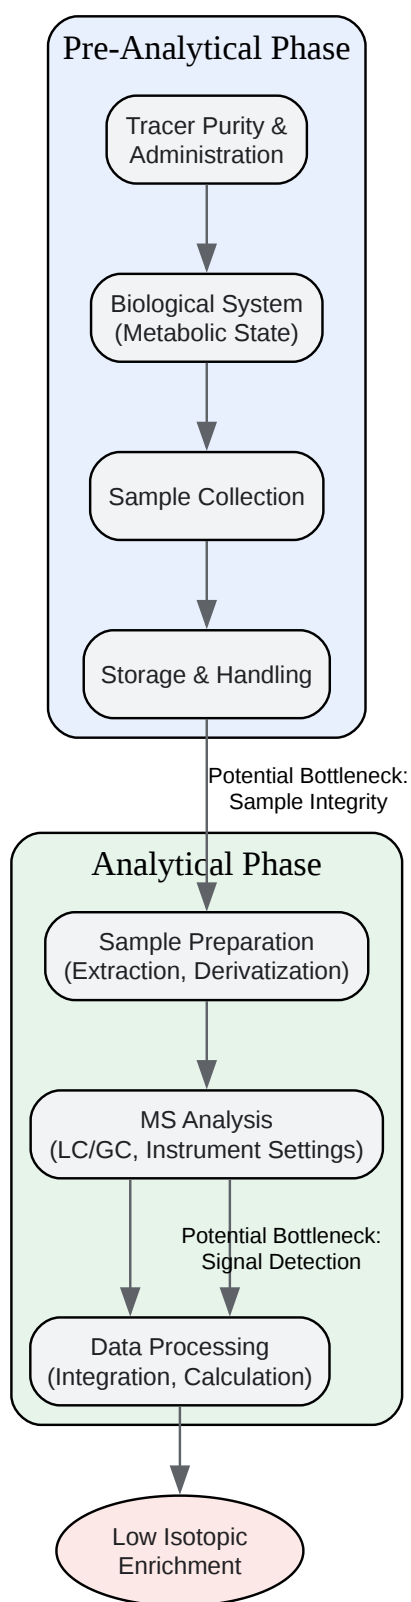 Pre-Analytical Phase
Tracer Purity &
Administration
Biological System
(Metabolic State)
Sample Collection
Storage & Handling
Potential Bottleneck:
Sample Integrity
Analytical Phase
Sample Preparation
(Extraction, Derivatization)
MS Analysis
(LC/GC, Instrument Settings)
Potential Bottleneck:
Signal Detection
Data Processing
(Integration, Calculation)
Low Isotopic
Enrichment